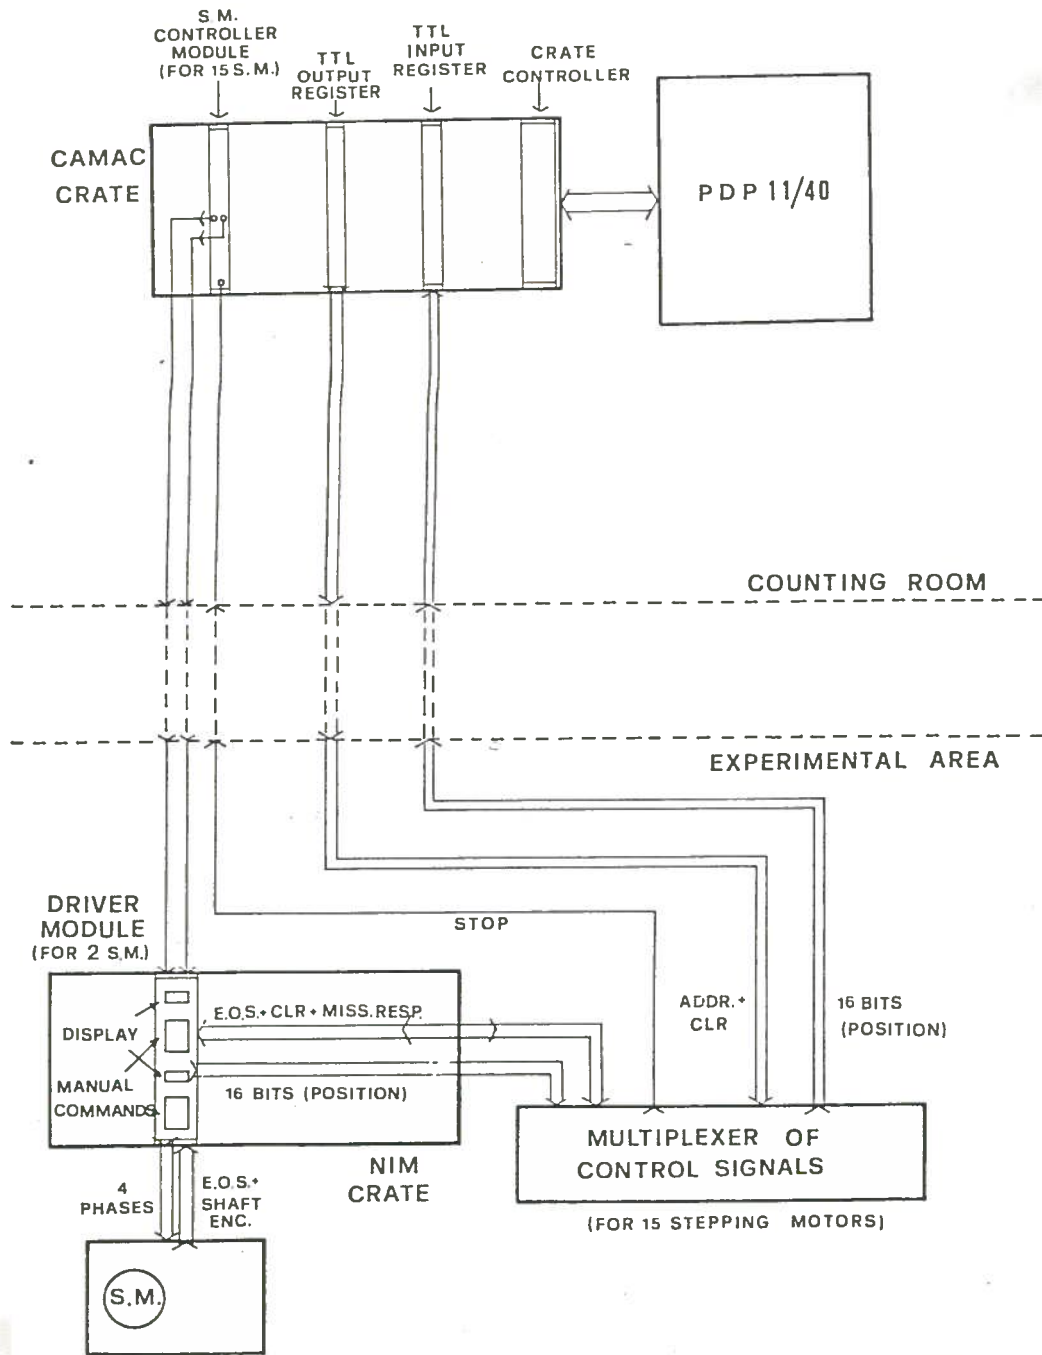 S.M.
CONTROLLER
MODULE
(FOR 15 S.M.)
TTL
OUTPUT
REGISTER
TTL
INPUT
REGISTER
CRATE
CONTROLLER
CAMAC
CRATE
PDP 11/40
COUNTING ROOM
EXPERIMENTAL AREA
DRIVER
MODULE
(FOR 2 S.M.)
STOP
ADDR.+
CLR
16 BITS
(POSITION)
E.O.S.+ CLR + MISS. RESP.
DISPLAY
MANUAL
COMMANDS
16 BITS (POSITION)
MULTIPLEXER OF
CONTROL SIGNALS
(FOR 15 STEPPING MOTORS)
NIM
CRATE
4
PHASES
E.O.S.+
SHAFT
ENC.
S.M.